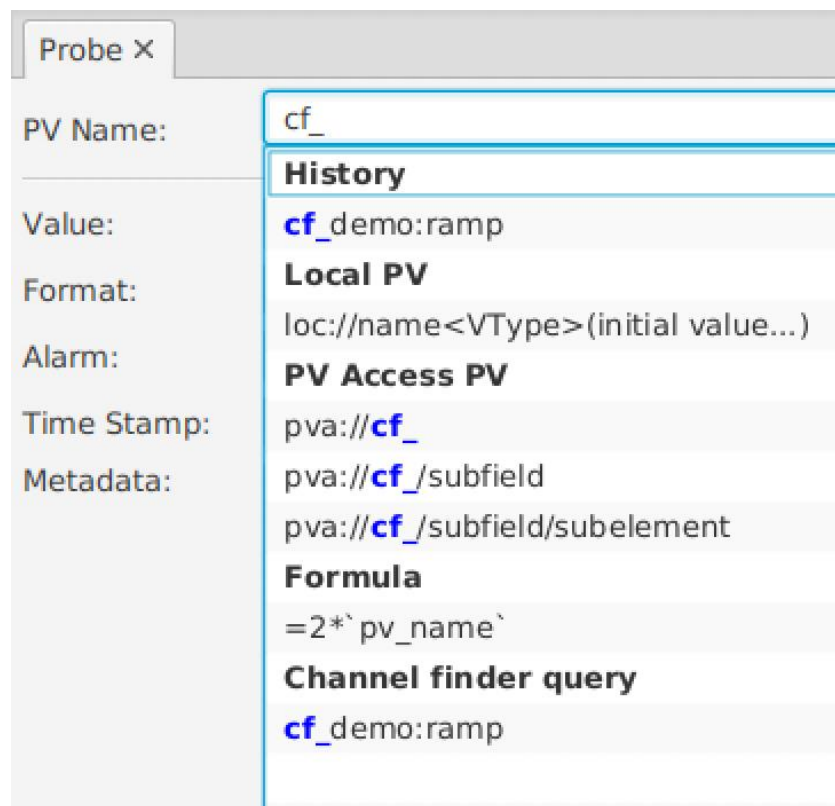 Probe ×
PV Name:
cf_
History
Value:
cf_demo:ramp
Local PV
Format:
loc://name<VType>(initial value...)
Alarm:
PV Access PV
Time Stamp:
pva://cf_
Metadata:
pva://cf_/subfield
pva://cf_/subfield/subelement
Formula
=2*`pv_name`
Channel finder query
cf_demo:ramp